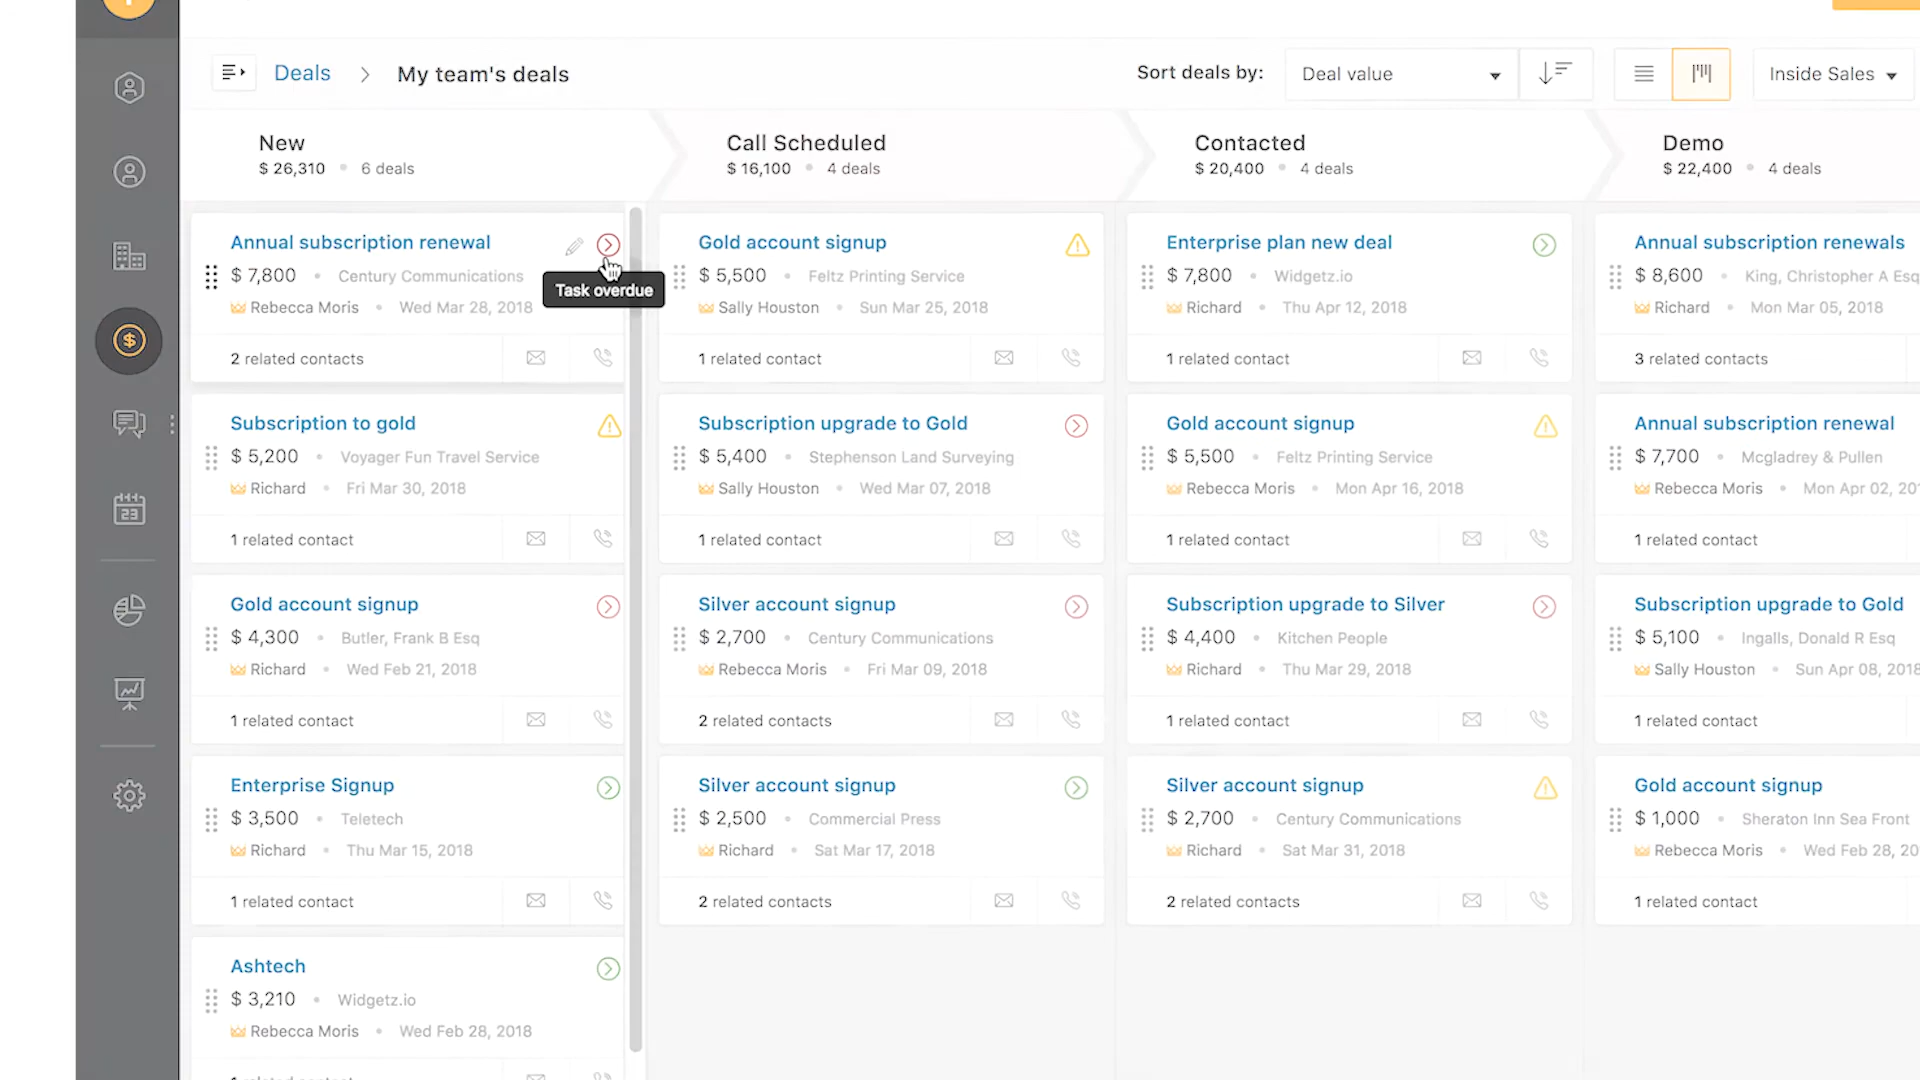 Deals
My team's deals
Sort deals by:
Deal value
Inside Sales
New
$ 26,310 • 6 deals
Call Scheduled
$ 16,100 • 4 deals
Contacted
$ 20,400 • 4 deals
Demo
$ 22,400 • 4 deals
Annual subscription renewal
$ 7,800 • Century Communications
Rebecca Moris • Wed Mar 28, 2018
2 related contacts
Task overdue
Subscription to gold
$ 5,200 • Voyager Fun Travel Service
Richard • Fri Mar 30, 2018
1 related contact
Gold account signup
$ 4,300 • Butler, Frank B Esq
Richard • Wed Feb 21, 2018
1 related contact
Enterprise Signup
$ 3,500 • Teletech
Richard • Thu Mar 15, 2018
1 related contact
Ashtech
$ 3,210 • Widgetz.io
Rebecca Moris • Wed Feb 28, 2018
Gold account signup
$ 5,500 • Feltz Printing Service
Sally Houston • Sun Mar 25, 2018
1 related contact
Subscription upgrade to Gold
$ 5,400 • Stephenson Land Surveying
Sally Houston • Wed Mar 07, 2018
1 related contact
Silver account signup
$ 2,700 • Century Communications
Rebecca Moris • Fri Mar 09, 2018
2 related contacts
Silver account signup
$ 2,500 • Commercial Press
Richard • Sat Mar 17, 2018
2 related contacts
Enterprise plan new deal
$ 7,800 • Widgetz.io
Richard • Thu Apr 12, 2018
1 related contact
Gold account signup
$ 5,500 • Feltz Printing Service
Rebecca Moris • Mon Apr 16, 2018
1 related contact
Subscription upgrade to Silver
$ 4,400 • Kitchen People
Richard • Thu Mar 29, 2018
1 related contact
Silver account signup
$ 2,700 • Century Communications
Richard • Sat Mar 31, 2018
2 related contacts
Annual subscription renewals
$ 8,600 • King, Christopher A Esq
Richard • Mon Mar 05, 2018
3 related contacts
Annual subscription renewal
$ 7,700 • Mcgladrey & Pullen
Rebecca Moris • Mon Apr 02, 201
1 related contact
Subscription upgrade to Gold
$ 5,100 • Ingalls, Donald R Esq
Sally Houston • Sun Apr 08, 2018
1 related contact
Gold account signup
$ 1,000 • Sheraton Inn Sea Front
Rebecca Moris • Wed Feb 28, 20
1 related contact
23